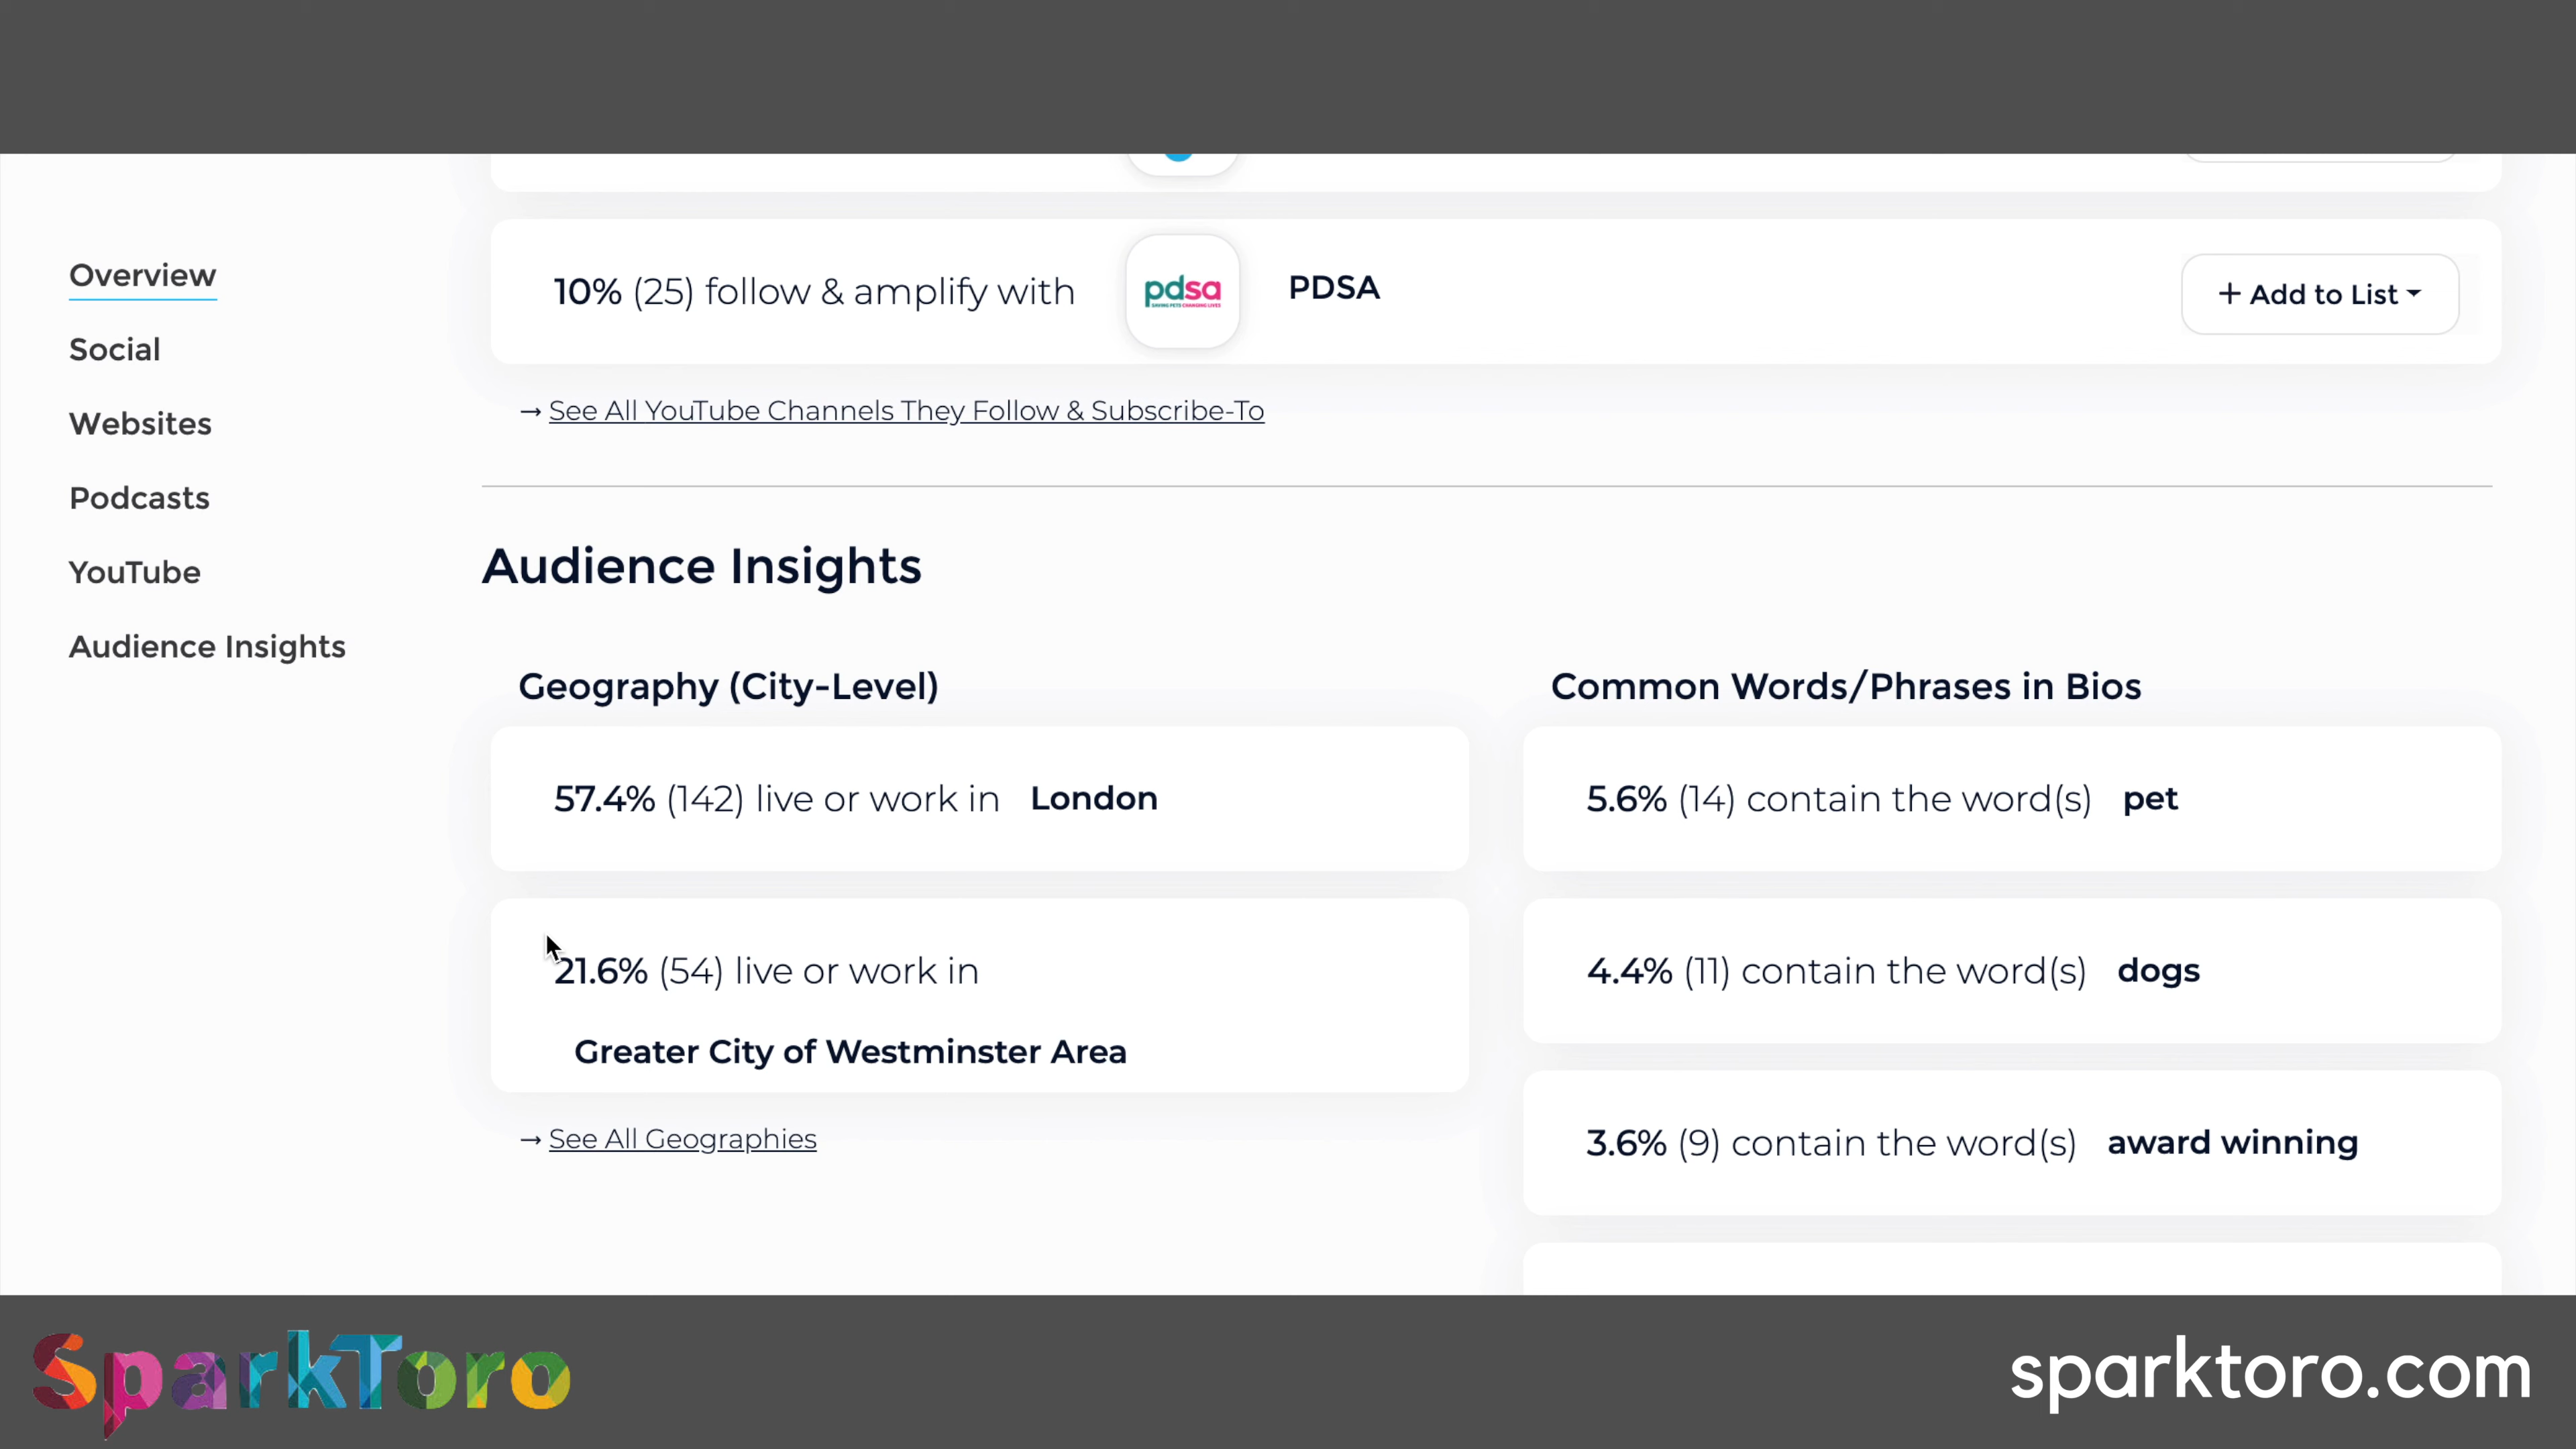 Overview
Social
Websites
Podcasts
YouTube
Audience Insights
10% (25) follow & amplify with
pdsa
SAVING PETS CHANGING LIVES
PDSA
+ Add to List
→ See All YouTube Channels They Follow & Subscribe-To
Audience Insights
Geography (City-Level)
57.4% (142) live or work in London
21.6% (54) live or work in
Greater City of Westminster Area
→ See All Geographies
Common Words/Phrases in Bios
5.6% (14) contain the word(s) pet
4.4% (11) contain the word(s) dogs
3.6% (9) contain the word(s) award winning
SparkToro
sparktoro.com